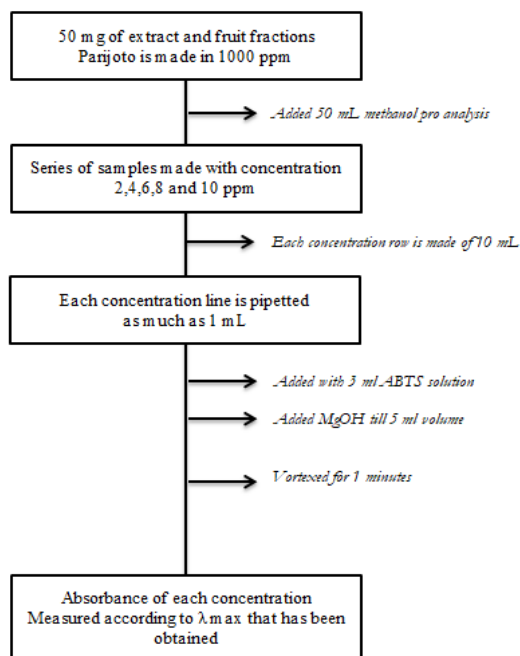 50 mg of extract and fruit fractions
Parijoto is made in 1000 ppm
Added 50 mL methanol pro analysis
Series of samples made with concentration
2,4,6,8 and 10 ppm
Each concentration row is made of 10 mL
Each concentration line is pipetted
as much as 1 mL
Added with 3 ml ABTS solution
Added MgOH till 5 ml volume
Vortexed for 1 minutes
Absorbance of each concentration
Measured according to λmax that has been
obtained